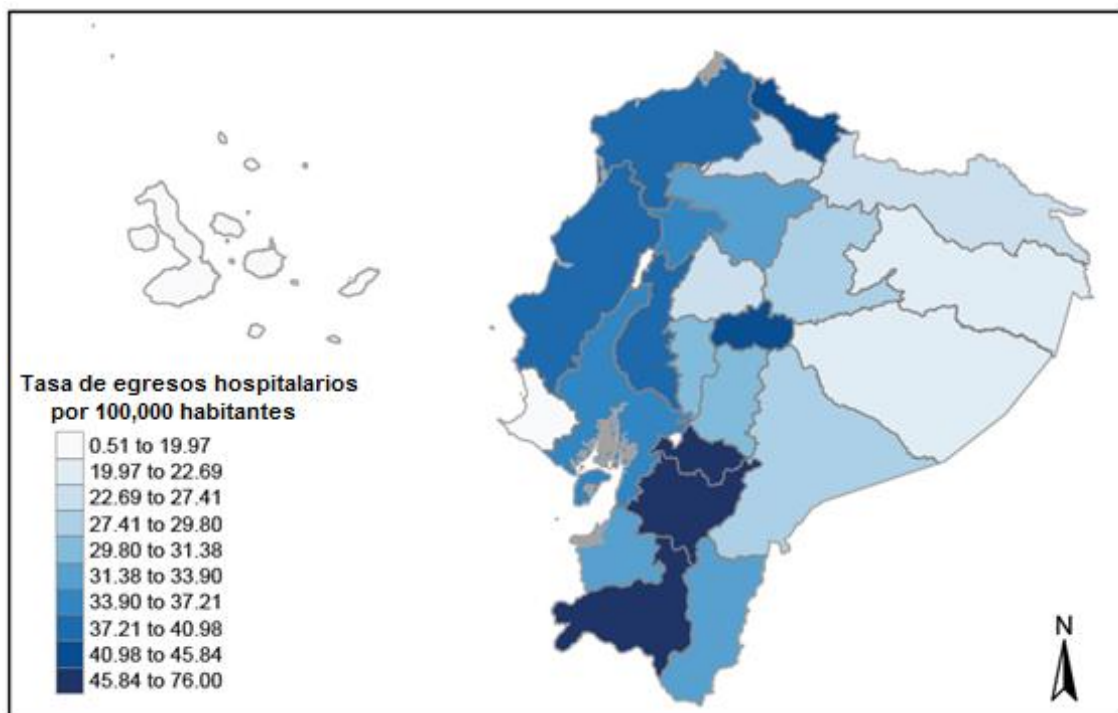 Tasa de egresos hospitalarios
por 100,000 habitantes
0.51 to 19.97
19.97 to 22.69
22.69 to 27.41
27.41 to 29.80
29.80 to 31.38
31.38 to 33.90
33.90 to 37.21
37.21 to 40.98
40.98 to 45.84
45.84 to 76.00
N